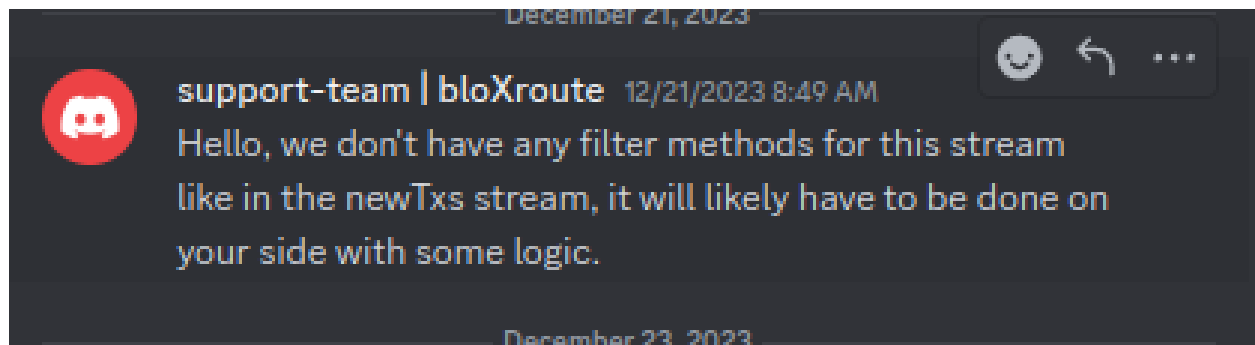 December 21, 2023
support-team | bloXroute 12/21/2023 8:49 AM
Hello, we don't have any filter methods for this stream
like in the newTxs stream, it will likely have to be done on
your side with some logic.
December 23, 2023